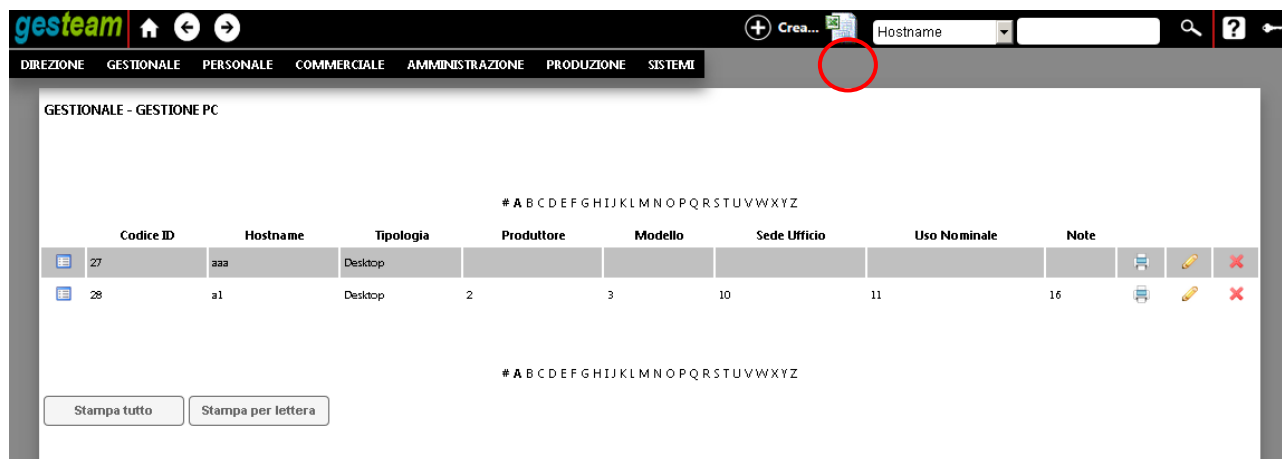 gesteam Crea... Hostname ?
DIREZIONE GESTIONALE PERSONALE COMMERCIALE AMMINISTRAZIONE PRODUZIONE SISTEMI
GESTIONALE - GESTIONE PC
# A B C D E F G H I J K L M N O P Q R S T U V W X Y Z
Codice ID Hostname Tipologia Produttore Modello Sede Ufficio Uso Nominale Note
27 aaa Desktop
28 a1 Desktop 2 3 10 11 16
# A B C D E F G H I J K L M N O P Q R S T U V W X Y Z
Stampa tutto Stampa per lettera